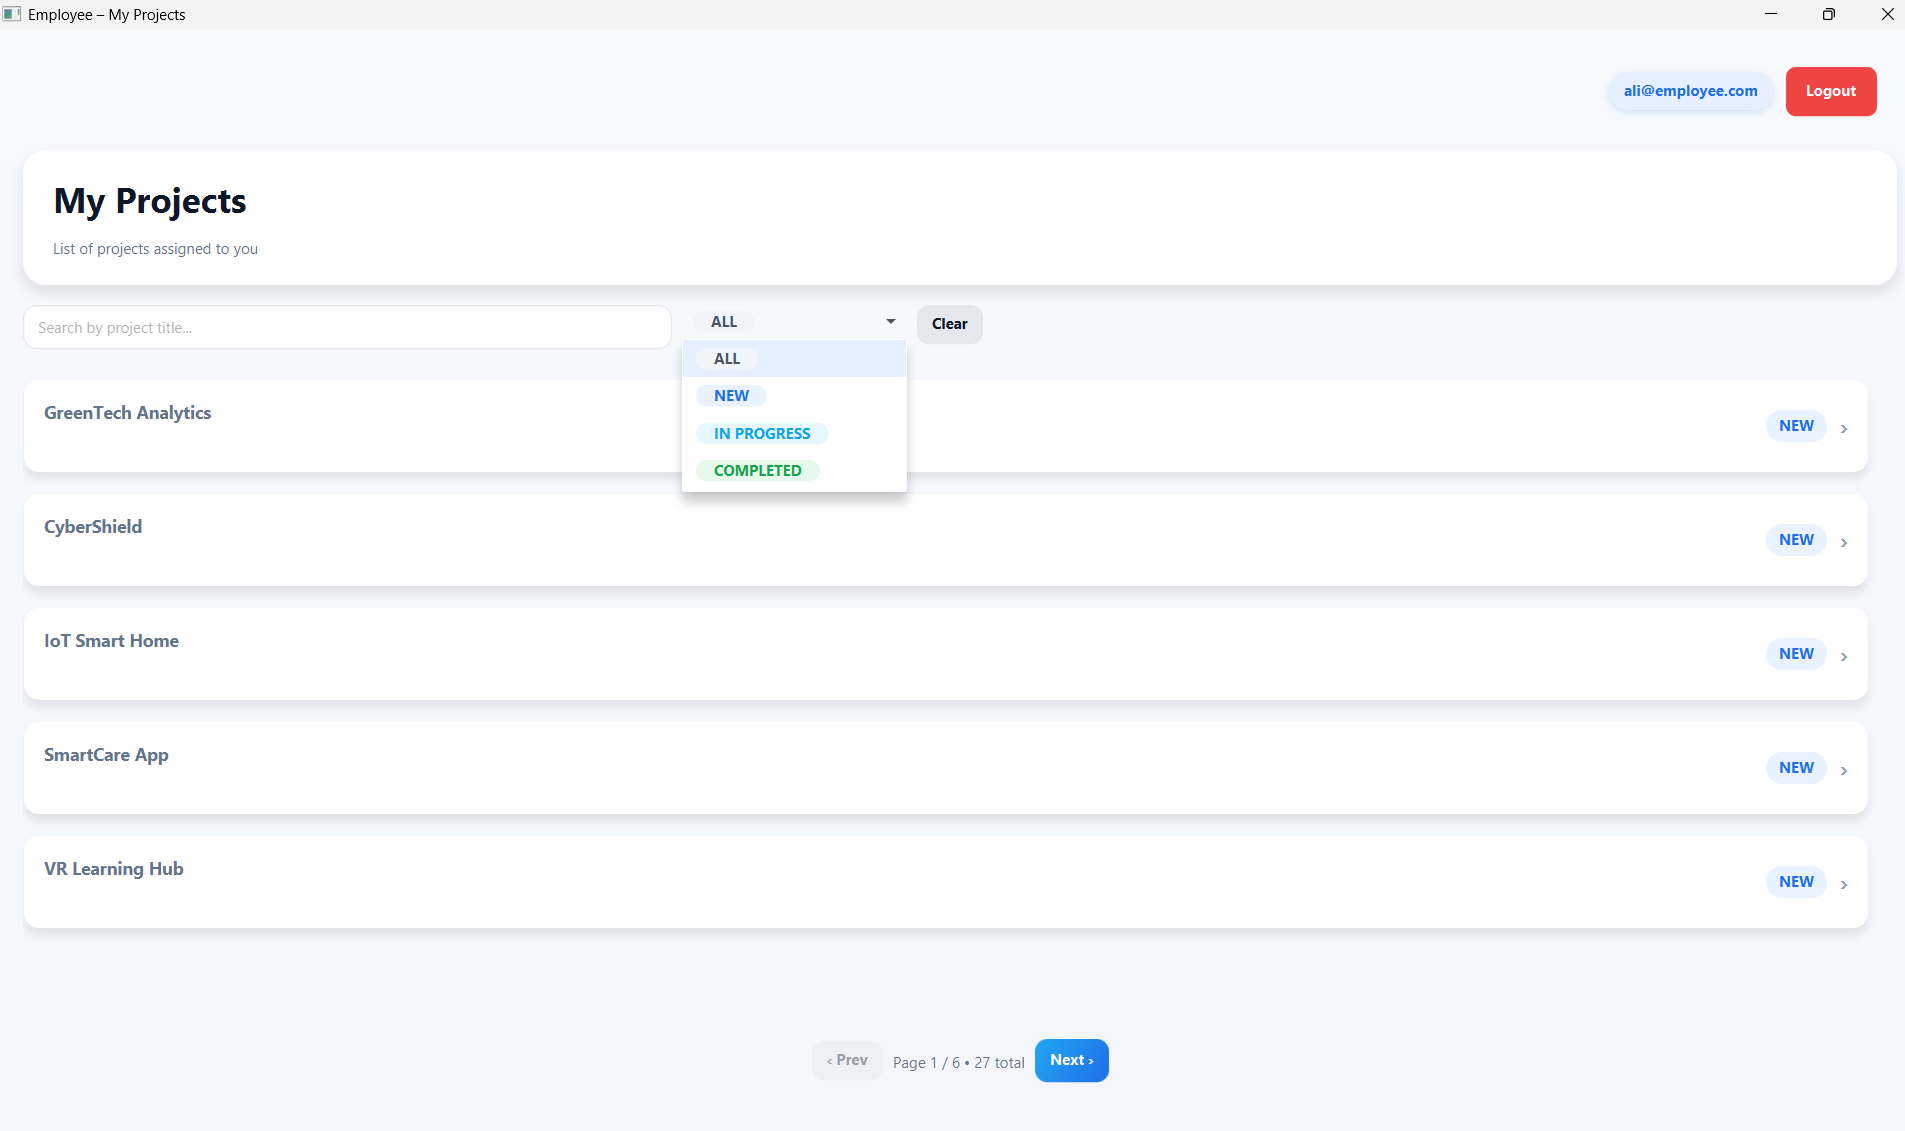 Employee – My Projects
ali@employee.com
Logout
My Projects
List of projects assigned to you
Search by project title...
ALL
Clear
ALL
NEW
IN PROGRESS
COMPLETED
GreenTech Analytics
NEW ›
CyberShield
NEW ›
IoT Smart Home
NEW ›
SmartCare App
NEW ›
VR Learning Hub
NEW ›
‹ Prev
Page 1 / 6 • 27 total
Next ›